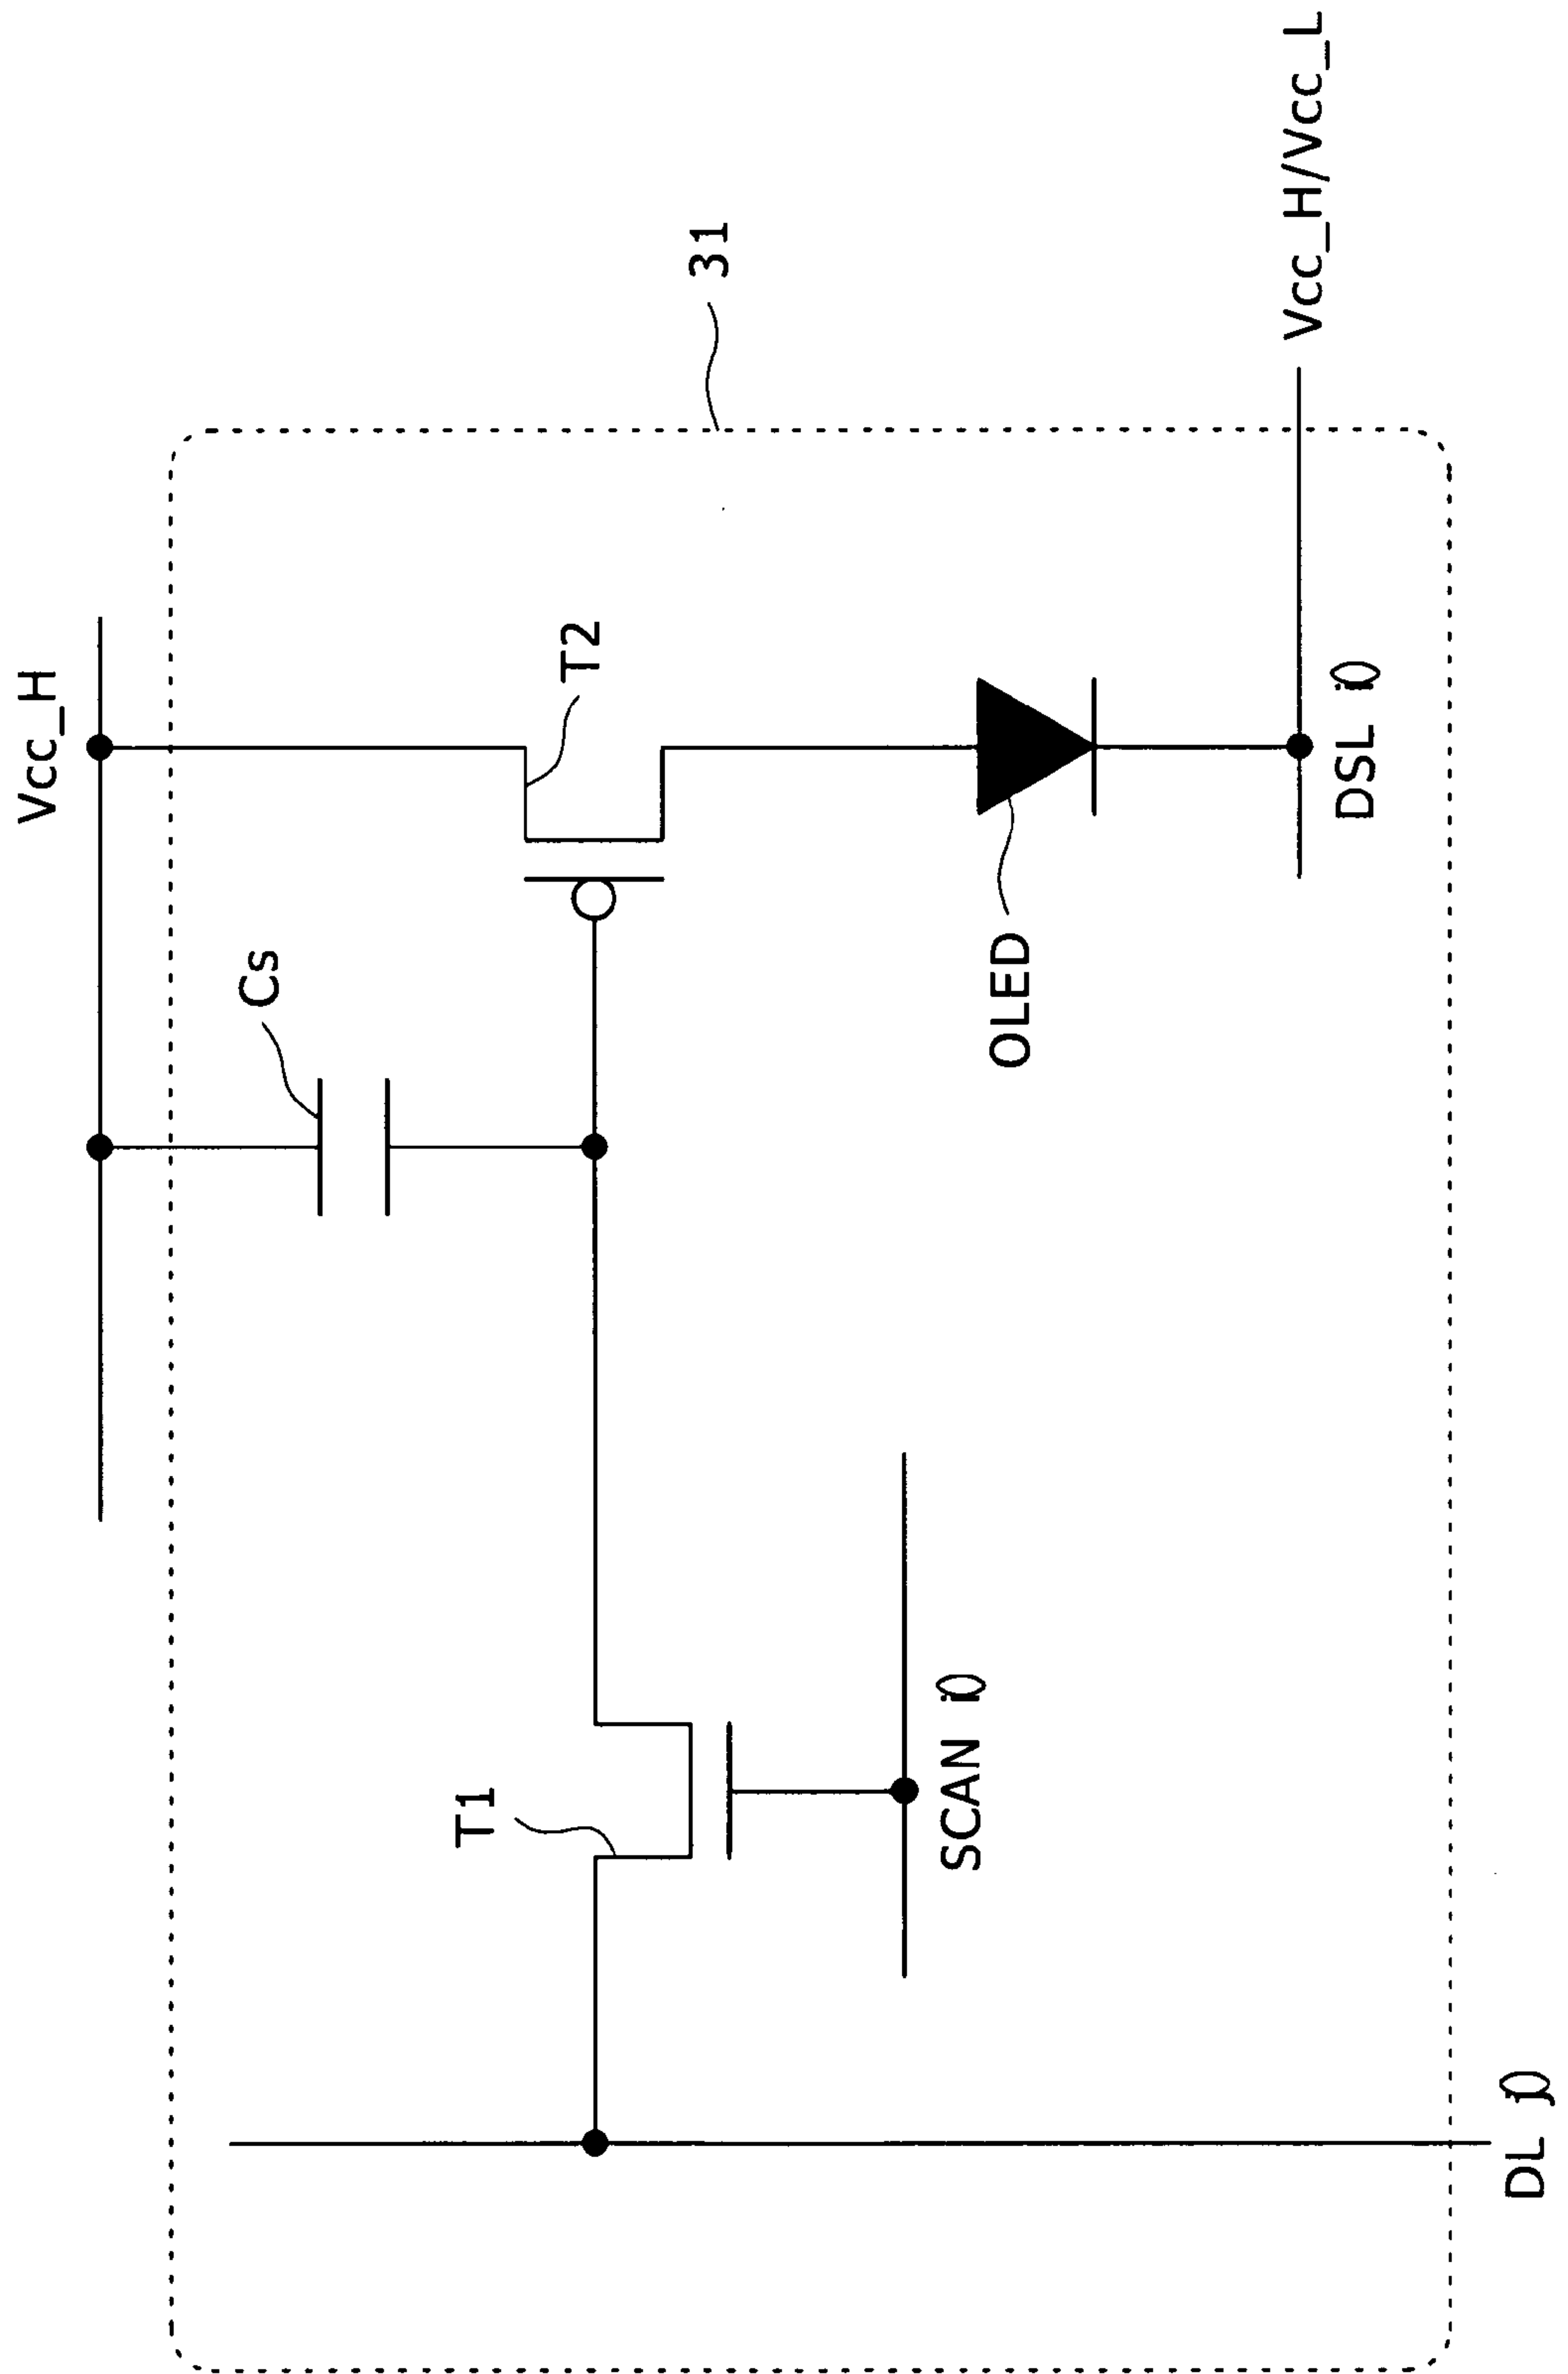 Vcc_H
Cs
T1
T2
31
SCAN (i)
OLED
Vcc_H/Vcc_L
DSL (i)
DL (j)